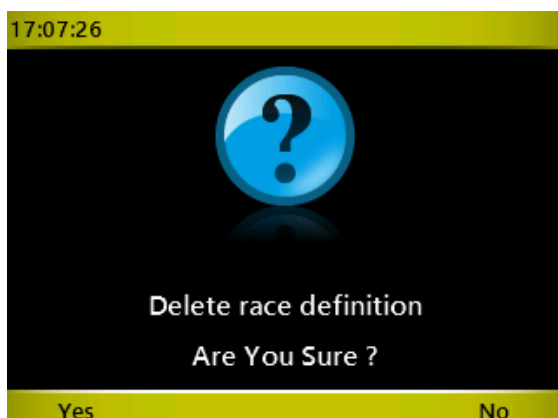 17:07:26
?
Delete race definition
Are You Sure ?
Yes No